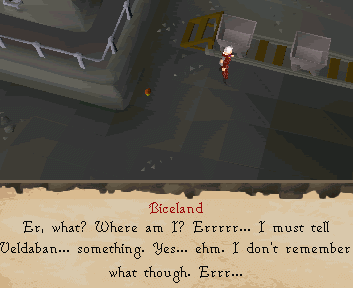 Biceland
Er, what? Where am I? Errrrr... I must tell
Veldaban... something. Yes... ehm. I don't remember
what though. Errr...